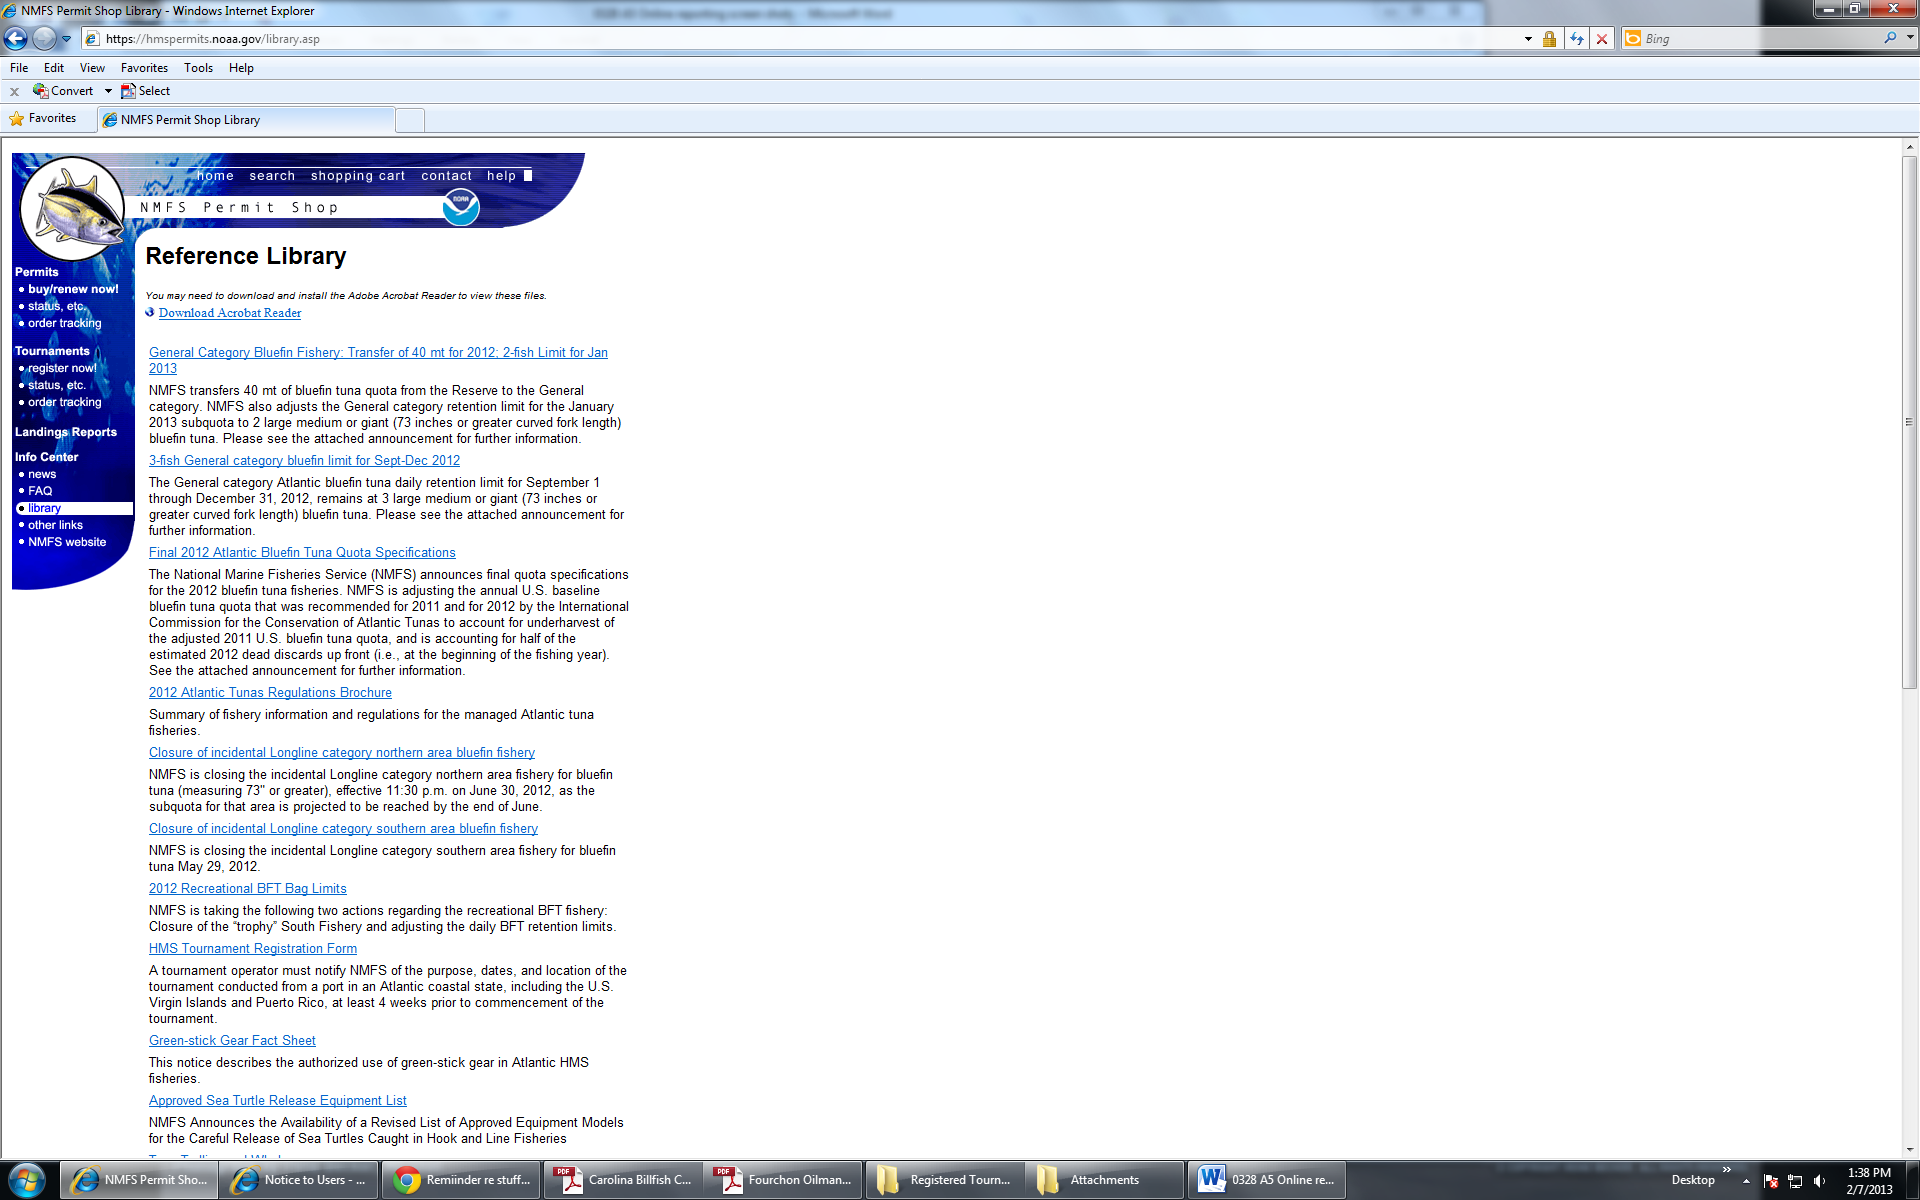 NMFS Permit Shop Library - Windows Internet Explorer
https://hmspermits.noaa.gov/library.asp
Bing
File Edit View Favorites Tools Help
x Convert Select
Favorites NMFS Permit Shop Library
home search shopping cart contact help
NMFS Permit Shop
NOAA
Permits
buy/renew now!
status, etc.
order tracking
Tournaments
register now!
status, etc.
order tracking
Landings Reports
Info Center
news
FAQ
library
other links
NMFS website
Reference Library
You may need to download and install the Adobe Acrobat Reader to view these files.
Download Acrobat Reader
General Category Bluefin Fishery: Transfer of 40 mt for 2012; 2-fish Limit for Jan
2013
NMFS transfers 40 mt of bluefin tuna quota from the Reserve to the General
category. NMFS also adjusts the General category retention limit for the January
2013 subquota to 2 large medium or giant (73 inches or greater curved fork length)
bluefin tuna. Please see the attached announcement for further information.
3-fish General category bluefin limit for Sept-Dec 2012
The General category Atlantic bluefin tuna daily retention limit for September 1
through December 31, 2012, remains at 3 large medium or giant (73 inches or
greater curved fork length) bluefin tuna. Please see the attached announcement for
further information.
Final 2012 Atlantic Bluefin Tuna Quota Specifications
The National Marine Fisheries Service (NMFS) announces final quota specifications
for the 2012 bluefin tuna fisheries. NMFS is adjusting the annual U.S. baseline
bluefin tuna quota that was recommended for 2011 and for 2012 by the International
Commission for the Conservation of Atlantic Tunas to account for underharvest of
the adjusted 2011 U.S. bluefin tuna quota, and is accounting for half of the
estimated 2012 dead discards up front (i.e., at the beginning of the fishing year).
See the attached announcement for further information.
2012 Atlantic Tunas Regulations Brochure
Summary of fishery information and regulations for the managed Atlantic tuna
fisheries.
Closure of incidental Longline category northern area bluefin fishery
NMFS is closing the incidental Longline category northern area fishery for bluefin
tuna (measuring 73" or greater), effective 11:30 p.m. on June 30, 2012, as the
subquota for that area is projected to be reached by the end of June.
Closure of incidental Longline category southern area bluefin fishery
NMFS is closing the incidental Longline category southern area fishery for bluefin
tuna May 29, 2012.
2012 Recreational BFT Bag Limits
NMFS is taking the following two actions regarding the recreational BFT fishery:
Closure of the “trophy” South Fishery and adjusting the daily BFT retention limits.
HMS Tournament Registration Form
A tournament operator must notify NMFS of the purpose, dates, and location of the
tournament conducted from a port in an Atlantic coastal state, including the U.S.
Virgin Islands and Puerto Rico, at least 4 weeks prior to commencement of the
tournament.
Green-stick Gear Fact Sheet
This notice describes the authorized use of green-stick gear in Atlantic HMS
fisheries.
Approved Sea Turtle Release Equipment List
NMFS Announces the Availability of a Revised List of Approved Equipment Models
for the Careful Release of Sea Turtles Caught in Hook and Line Fisheries
NMFS Permit Sho... Notice to Users - ... Remiinder re stuff... Carolina Billfish C... Fourchon Oilman... Registered Tourn... Attachments 0328 A5 Online re... Desktop 1:38 PM
2/7/2013